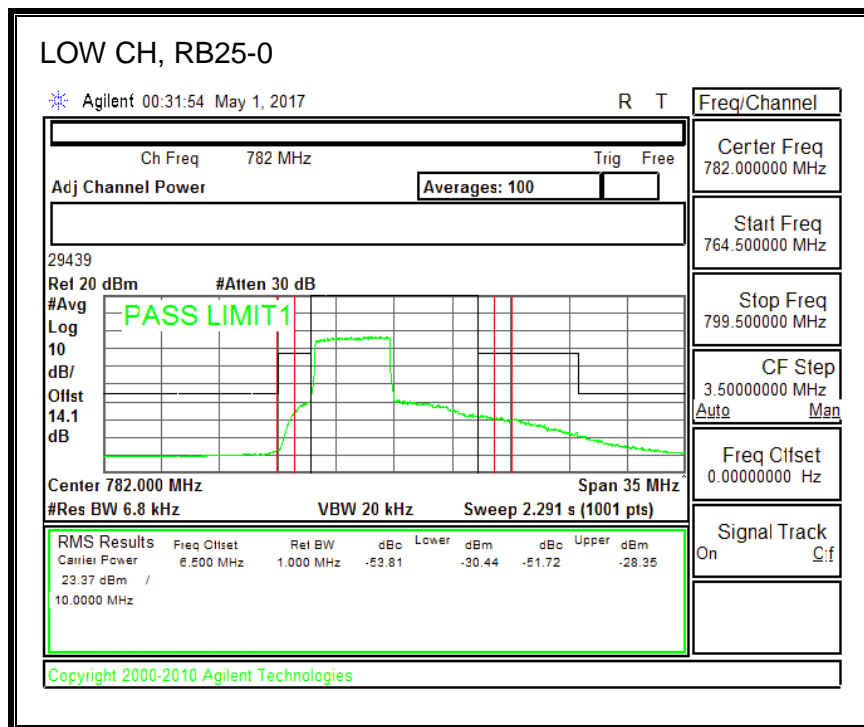 LOW CH, RB25-0
Agilent 00:31:54 May 1, 2017 R T
Freq/Channel
Ch Freq 782 MHz Trig Free
Adj Channel Power Averages: 100
29439
Ref 20 dBm #Atten 30 dB
#Avg
Log
10
dB/
Offst
14.1
dB
PASS LIMIT1
Center 782.000 MHz Span 35 MHz
#Res BW 6.8 kHz VBW 20 kHz Sweep 2.291 s (1001 pts)
RMS Results Freq Offset Ref BW dBc Lower dBm dBc Upper dBm
Carrier Power 6.500 MHz 1.000 MHz -53.81 -30.44 -51.72 -28.35
23.37 dBm /
10.0000 MHz
Center Freq
782.000000 MHz
Start Freq
764.500000 MHz
Stop Freq
799.500000 MHz
CF Step
3.50000000 MHz
Auto Man
Freq Offset
0.00000000 Hz
Signal Track
On Off
Copyright 2000-2010 Agilent Technologies